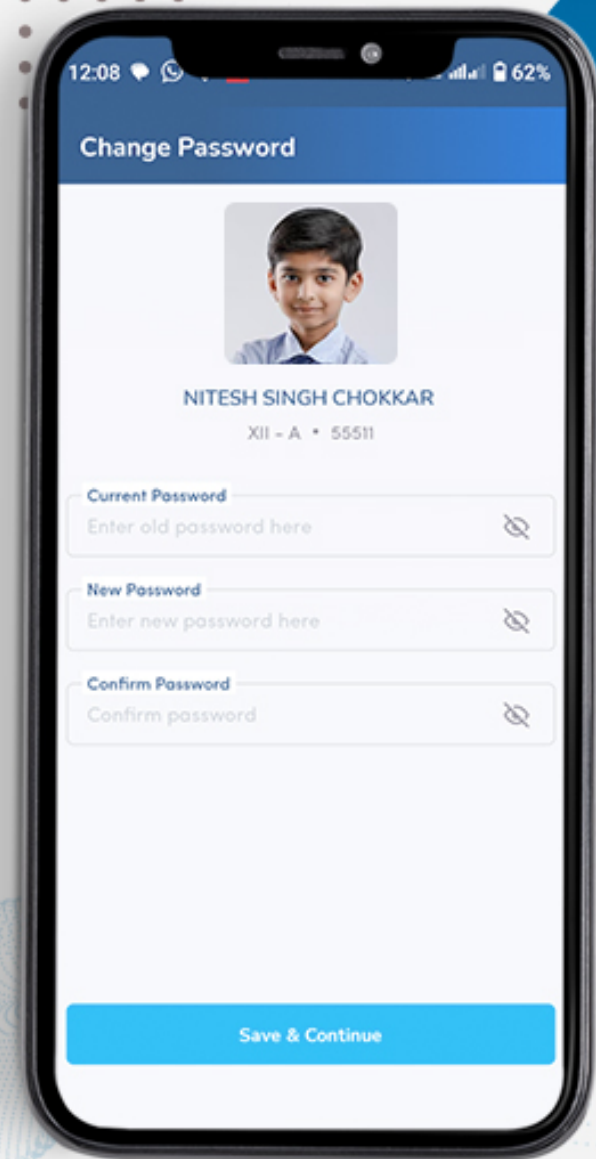 12:08
62%
Change Password
NITESH SINGH CHOKKAR
XII - A • 55511
Current Password
Enter old password here
New Password
Enter new password here
Confirm Password
Confirm password
Save & Continue